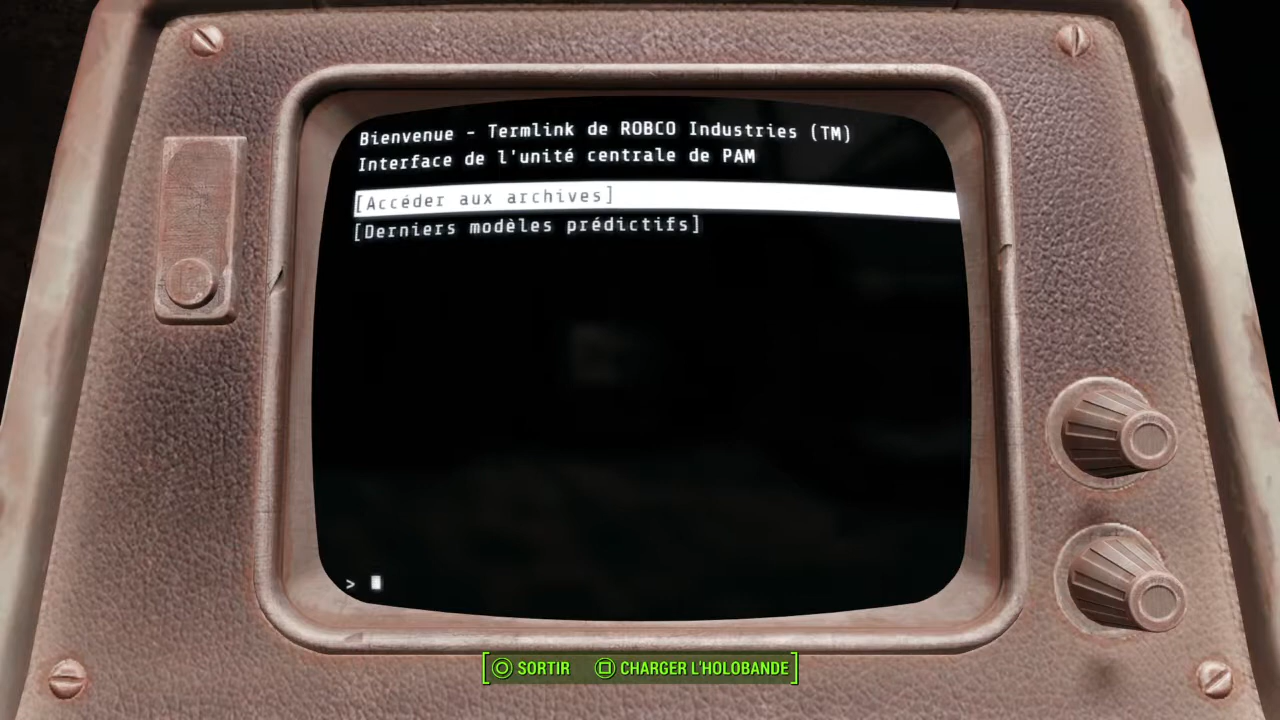 Bienvenue - Termlink de ROBCO Industries (TM)
Interface de l'unité centrale de PAM
[Accéder aux archives]
[Derniers modèles prédictifs]
>
SORTIR CHARGER L'HOLOBANDE